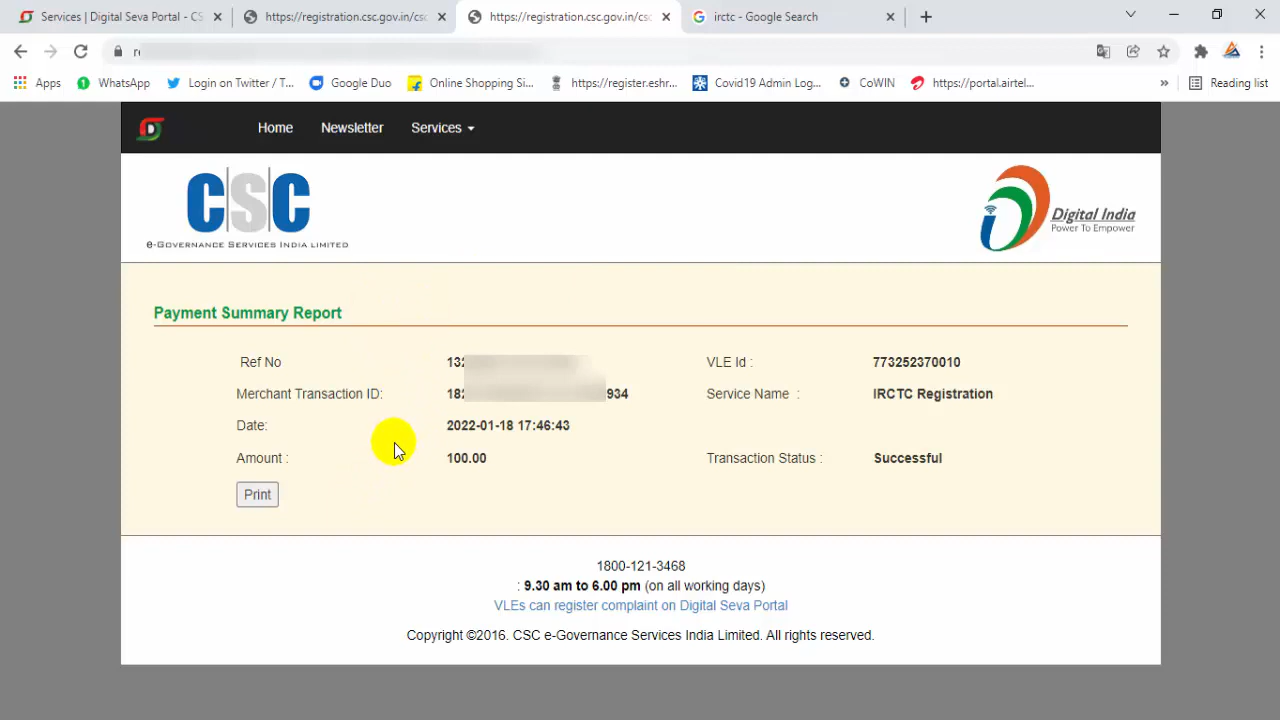 Services | Digital Seva Portal - CS
https://registration.csc.gov.in/csc
https://registration.csc.gov.in/csc
irctc - Google Search
Apps
WhatsApp
Login on Twitter / T...
Google Duo
Online Shopping Si...
https://register.eshr...
Covid19 Admin Log...
CoWIN
https://portal.airtel...
»
Reading list
Home
Newsletter
Services
CSC
e-Governance Services India Limited
Digital India
Power To Empower
Payment Summary Report
Ref No
VLE Id : 773252370010
Merchant Transaction ID: 934
Service Name : IRCTC Registration
Date: 2022-01-18 17:46:43
Amount : 100.00
Transaction Status : Successful
Print
1800-121-3468
: 9.30 am to 6.00 pm (on all working days)
VLEs can register complaint on Digital Seva Portal
Copyright ©2016. CSC e-Governance Services India Limited. All rights reserved.